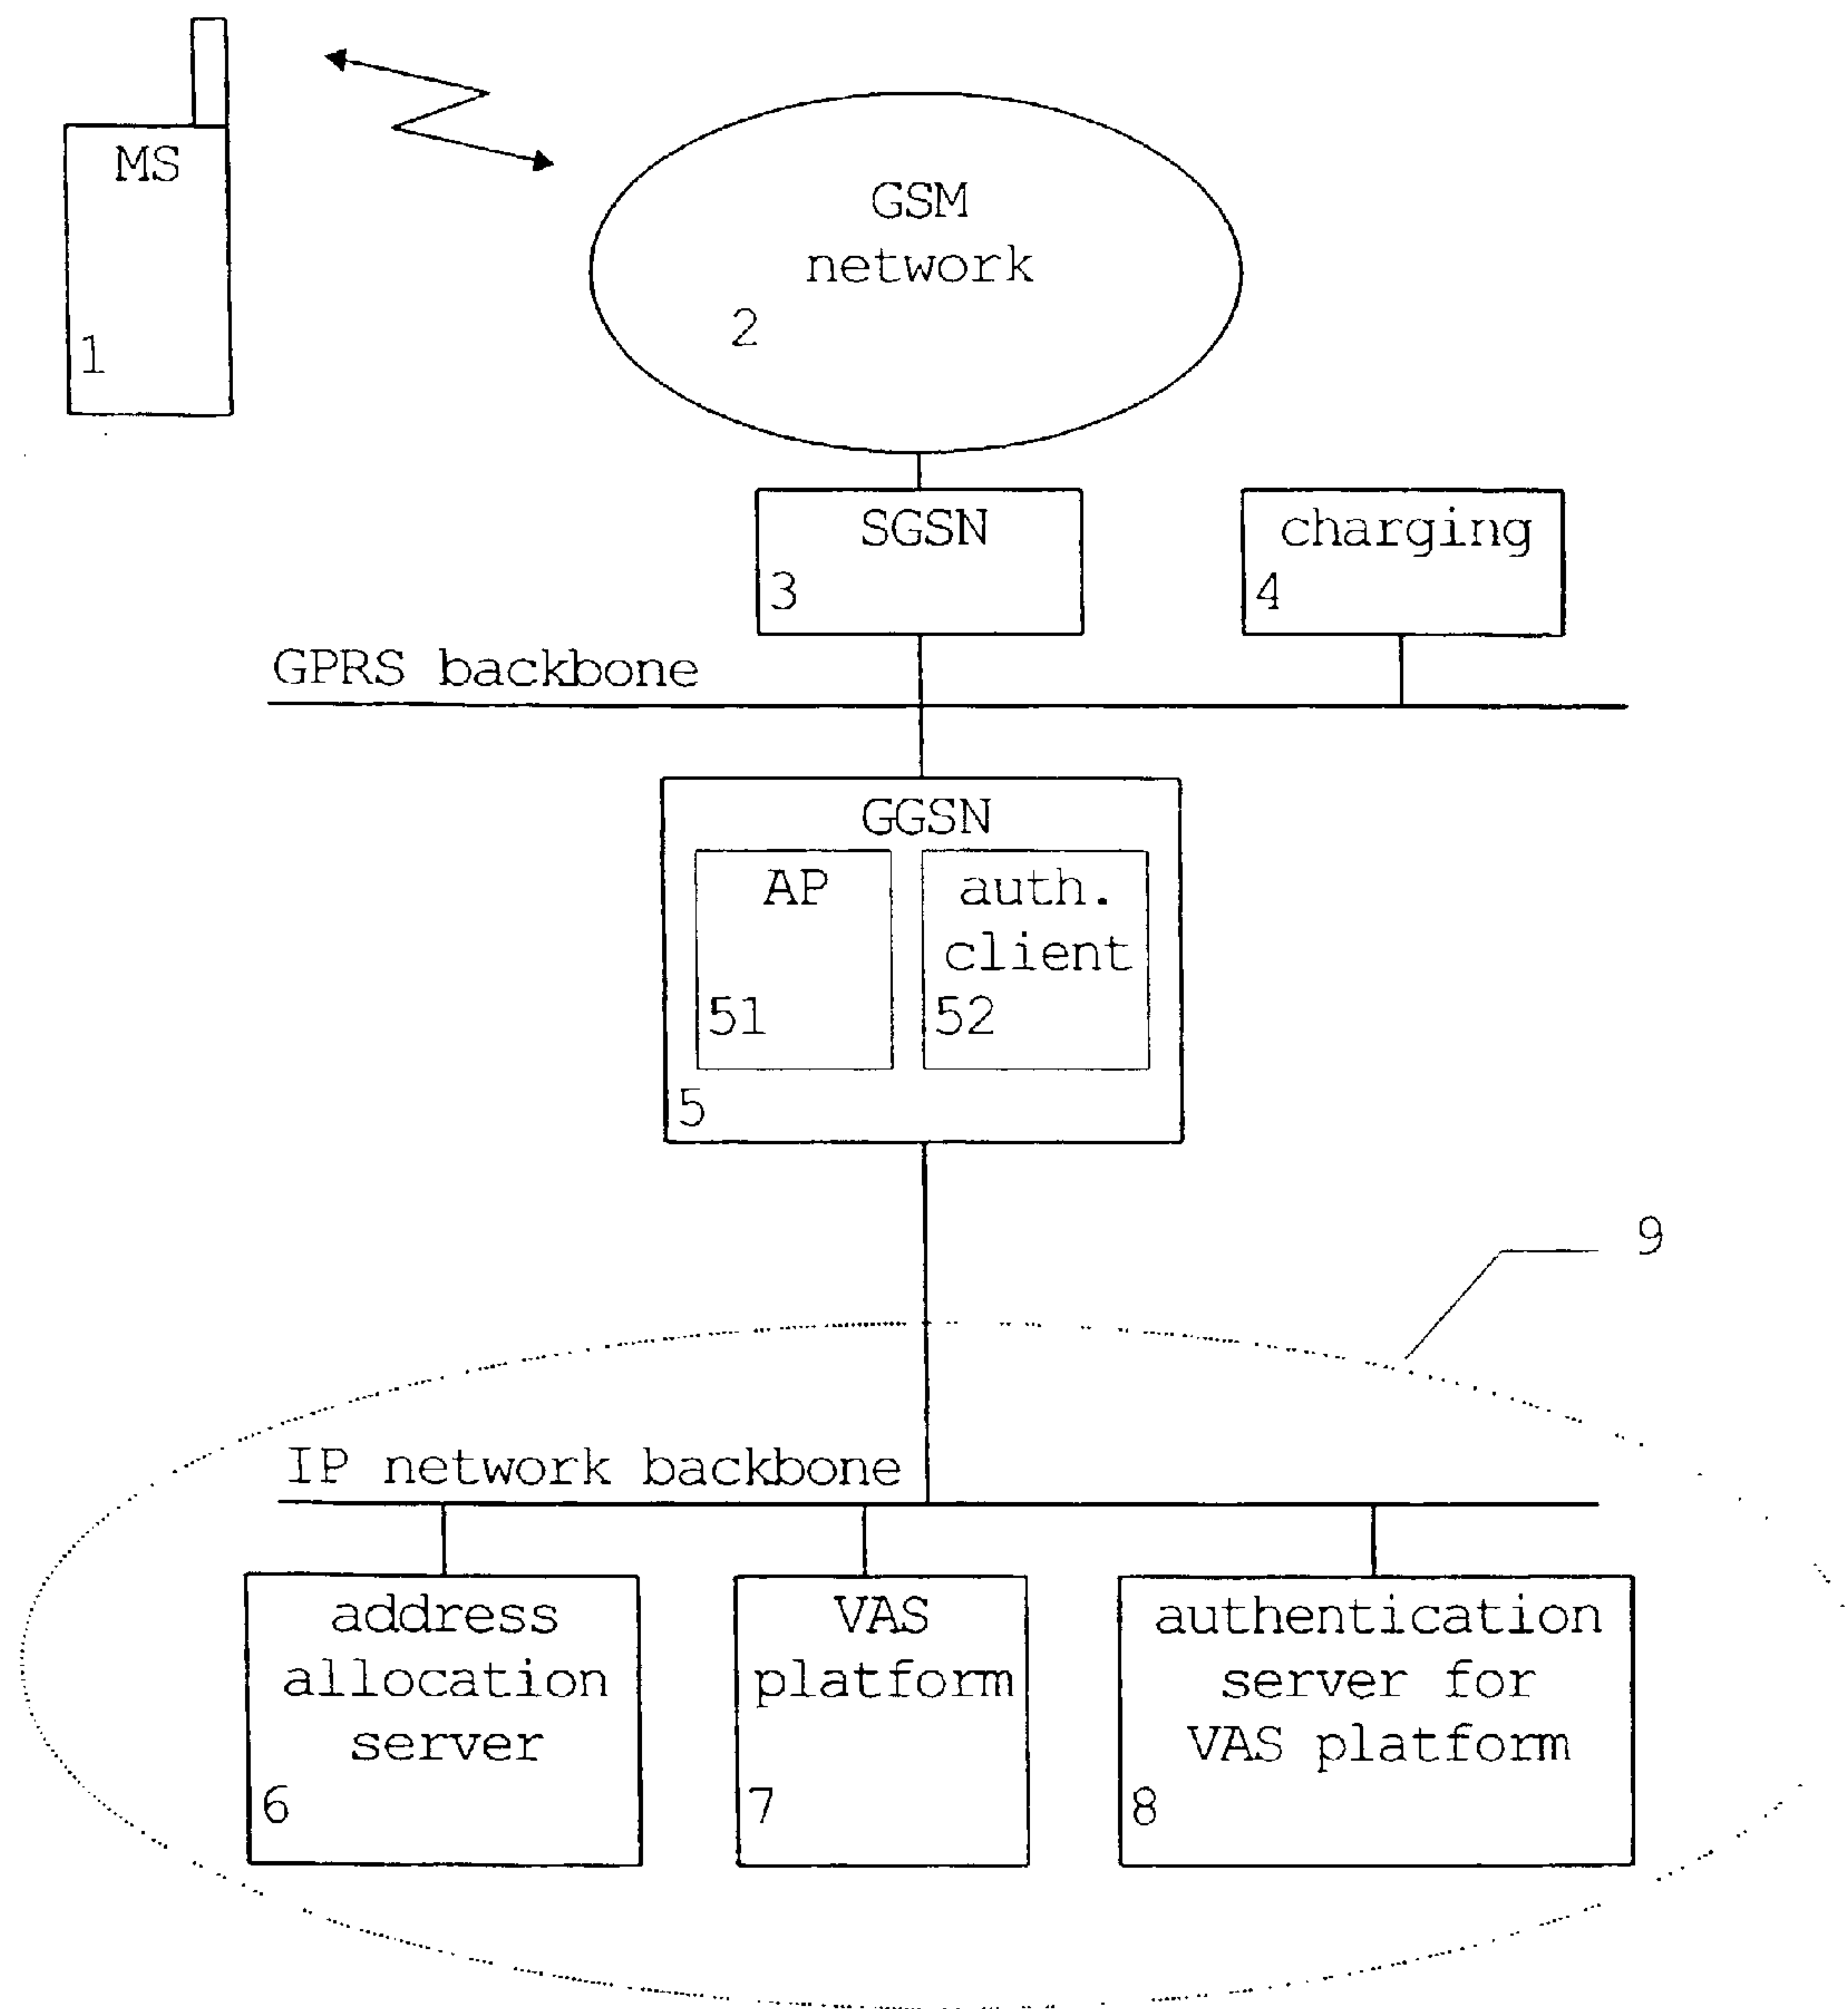 MS
1
GSM
network
2
SGSN
3
charging
4
GPRS backbone
GGSN
AP
51
auth.
client
52
5
9
IP network backbone
address
allocation
server
6
VAS
platform
7
authentication
server for
VAS platform
8